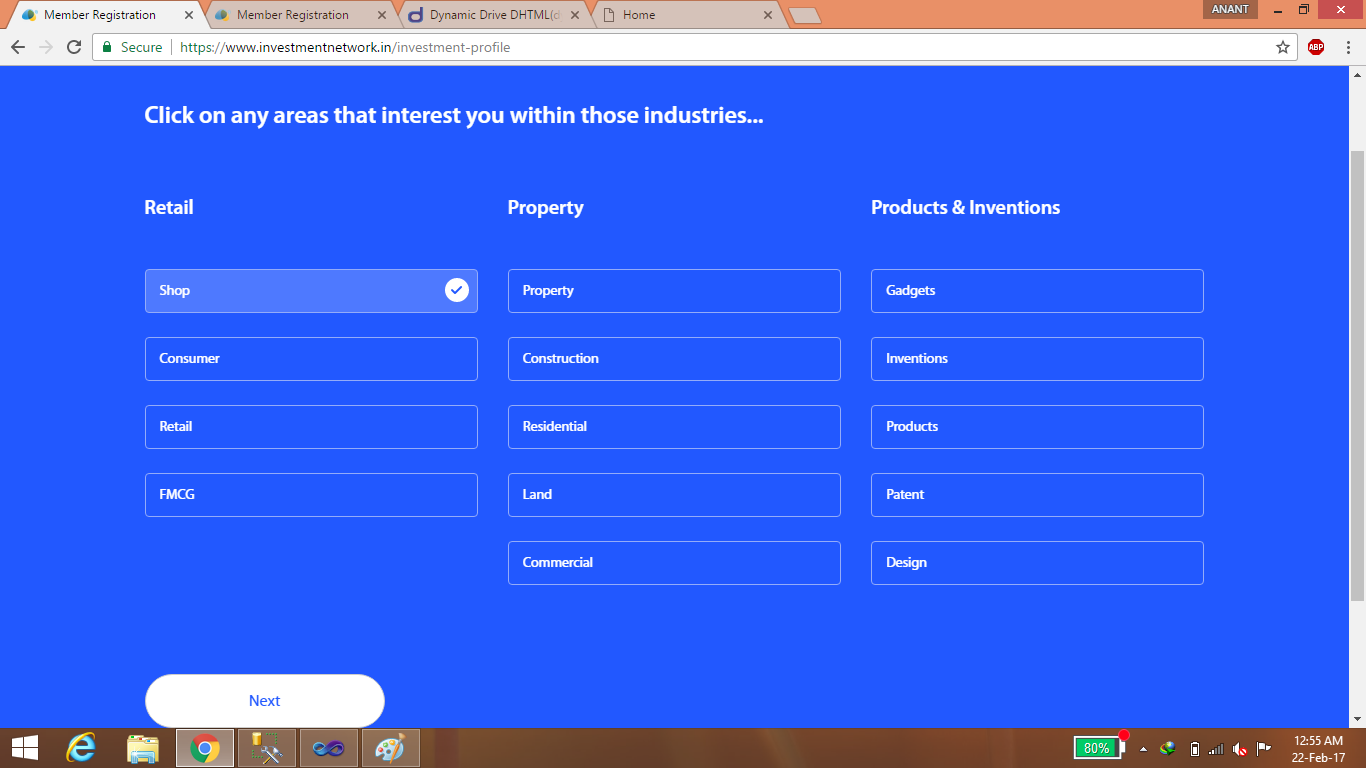 Member Registration
Member Registration
Dynamic Drive DHTML(d
Home
ANANT
Secure
https://www.investmentnetwork.in/investment-profile
ABP
Click on any areas that interest you within those industries...
Retail
Property
Products & Inventions
Shop
Property
Gadgets
Consumer
Construction
Inventions
Retail
Residential
Products
FMCG
Land
Patent
Commercial
Design
Next
80%
12:55 AM
22-Feb-17